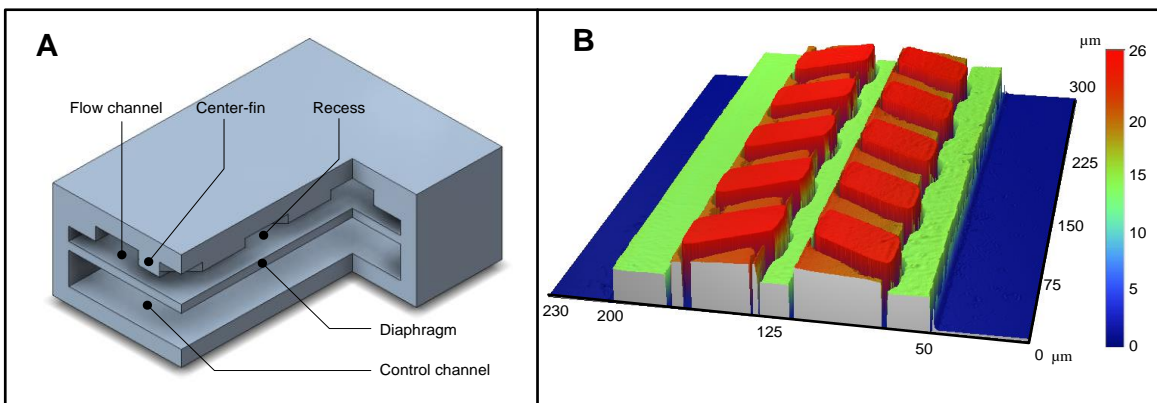 A
Flow channel
Center-fin
Recess
Diaphragm
Control channel
B
µm
26
20
15
10
5
0
300
225
150
75
0 µm
230
200
125
50